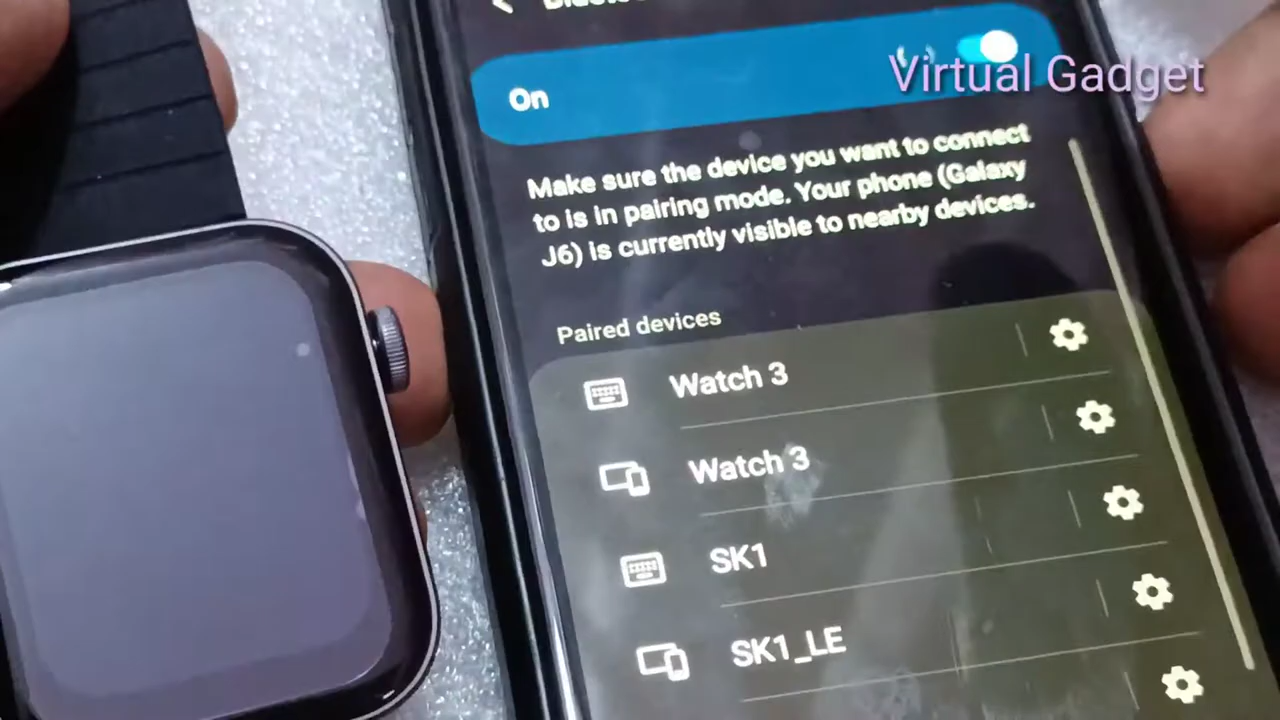 Virtual Gadget
On
Make sure the device you want to connect
to is in pairing mode. Your phone (Galaxy
J6) is currently visible to nearby devices.
Paired devices
Watch 3
Watch 3
SK1
SK1_LE